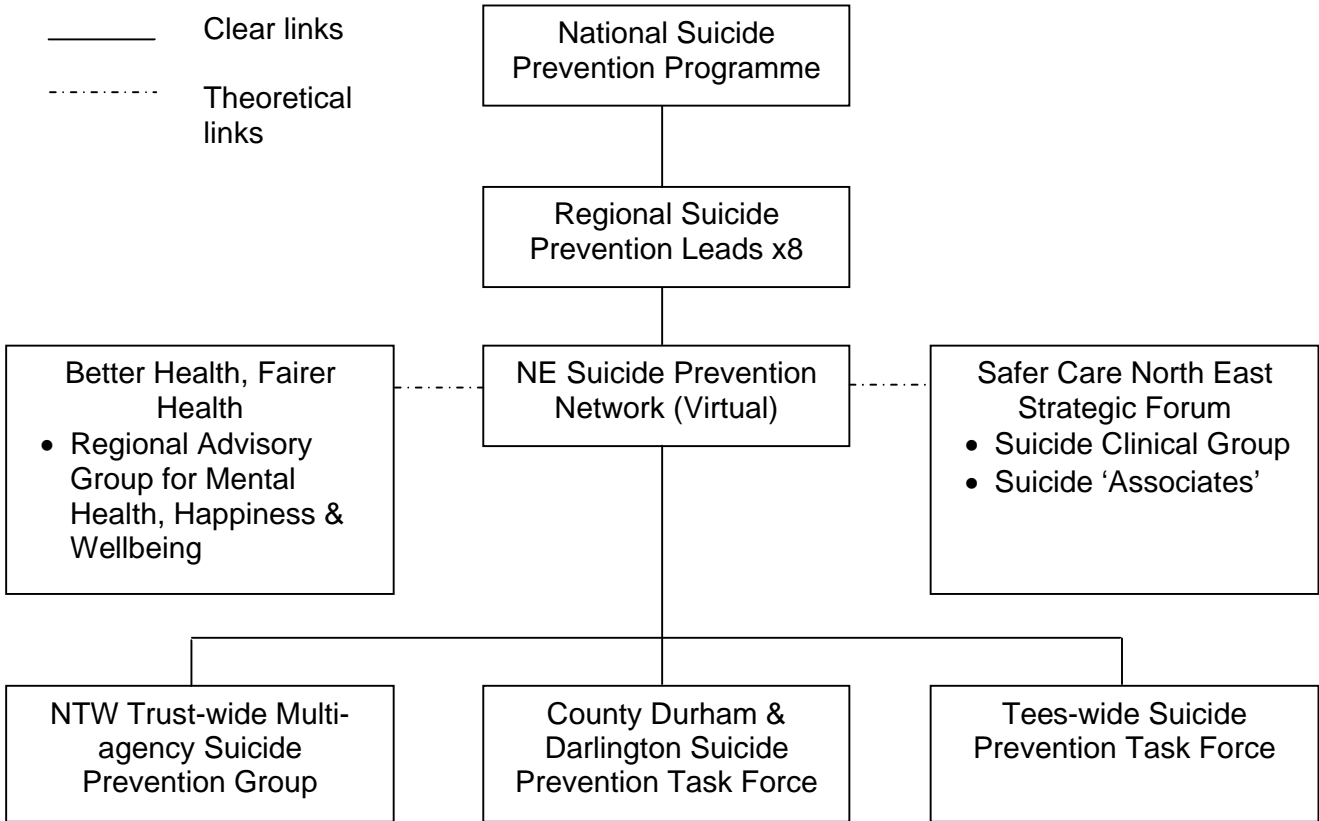 Clear links
Theoretical
links
National Suicide
Prevention Programme
Regional Suicide
Prevention Leads x8
Better Health, Fairer
Health
• Regional Advisory
Group for Mental
Health, Happiness &
Wellbeing
NE Suicide Prevention
Network (Virtual)
Safer Care North East
Strategic Forum
• Suicide Clinical Group
• Suicide ‘Associates’
NTW Trust-wide Multi-
agency Suicide
Prevention Group
County Durham &
Darlington Suicide
Prevention Task Force
Tees-wide Suicide
Prevention Task Force